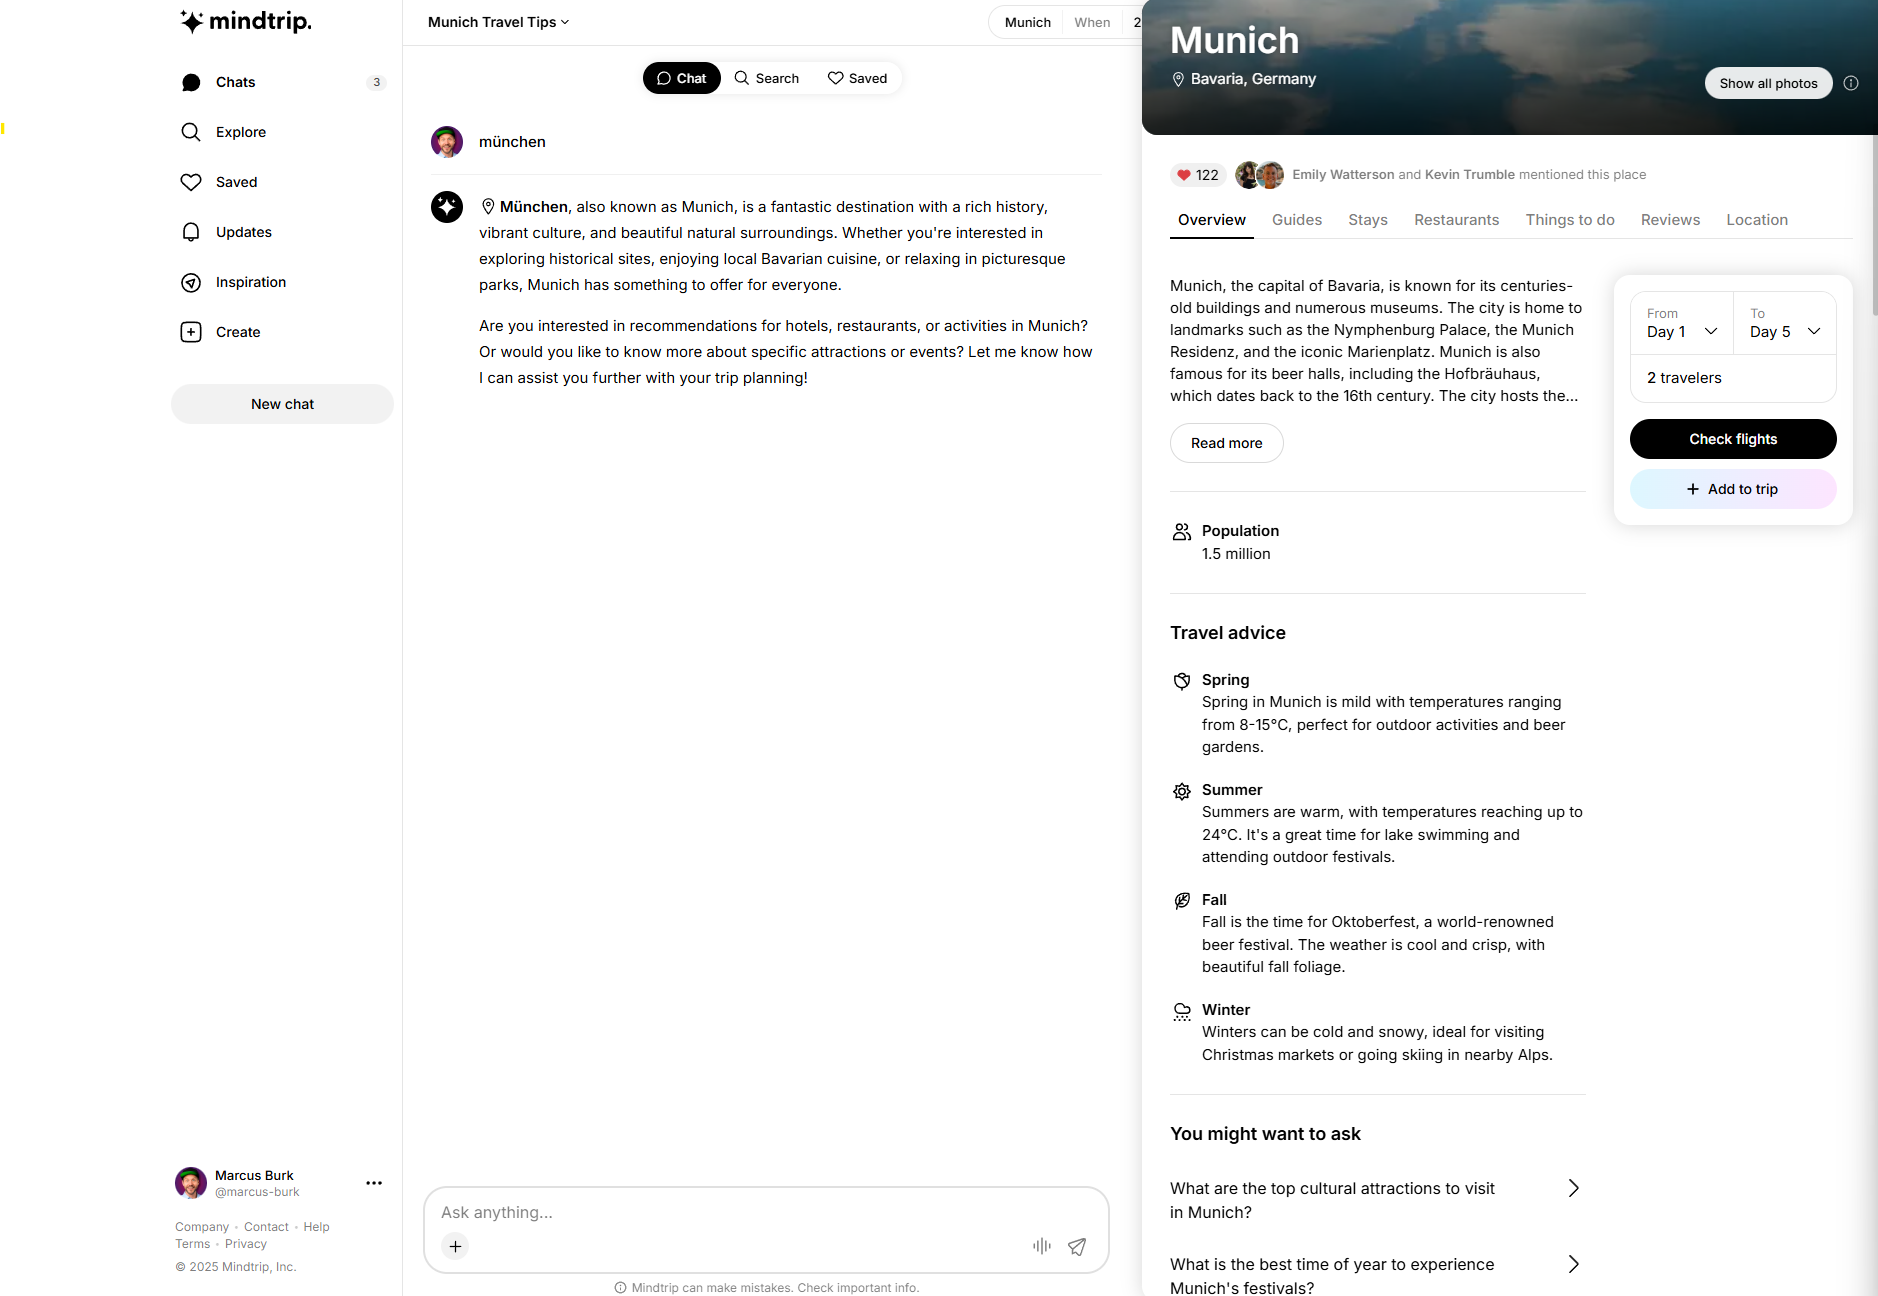 mindtrip.
Chats
3
Explore
Saved
Updates
Inspiration
Create
New chat
Marcus Burk
@marcus-burk
Company • Contact • Help
Terms • Privacy
© 2025 Mindtrip, Inc.
Munich Travel Tips
Munich
When
2
Chat
Search
Saved
münchen
München, also known as Munich, is a fantastic destination with a rich history,
vibrant culture, and beautiful natural surroundings. Whether you're interested in
exploring historical sites, enjoying local Bavarian cuisine, or relaxing in picturesque
parks, Munich has something to offer for everyone.
Are you interested in recommendations for hotels, restaurants, or activities in Munich?
Or would you like to know more about specific attractions or events? Let me know how
I can assist you further with your trip planning!
Ask anything...
Mindtrip can make mistakes. Check important info.
Munich
Bavaria, Germany
Show all photos
122
Emily Watterson and Kevin Trumble mentioned this place
Overview
Guides
Stays
Restaurants
Things to do
Reviews
Location
Munich, the capital of Bavaria, is known for its centuries-
old buildings and numerous museums. The city is home to
landmarks such as the Nymphenburg Palace, the Munich
Residenz, and the iconic Marienplatz. Munich is also
famous for its beer halls, including the Hofbräuhaus,
which dates back to the 16th century. The city hosts the...
Read more
From
Day 1
To
Day 5
2 travelers
Check flights
Add to trip
Population
1.5 million
Travel advice
Spring
Spring in Munich is mild with temperatures ranging
from 8-15°C, perfect for outdoor activities and beer
gardens.
Summer
Summers are warm, with temperatures reaching up to
24°C. It's a great time for lake swimming and
attending outdoor festivals.
Fall
Fall is the time for Oktoberfest, a world-renowned
beer festival. The weather is cool and crisp, with
beautiful fall foliage.
Winter
Winters can be cold and snowy, ideal for visiting
Christmas markets or going skiing in nearby Alps.
You might want to ask
What are the top cultural attractions to visit
in Munich?
What is the best time of year to experience
Munich's festivals?